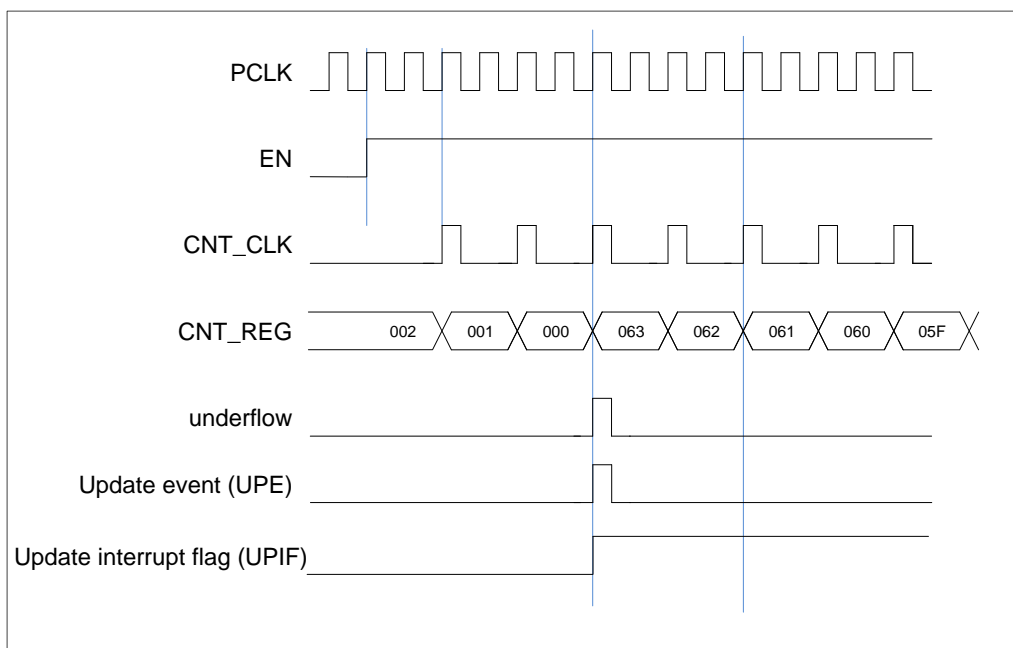 PCLK
EN
CNT_CLK
CNT_REG 002 001 000 063 062 061 060 05F
underflow
Update event (UPE)
Update interrupt flag (UPIF)